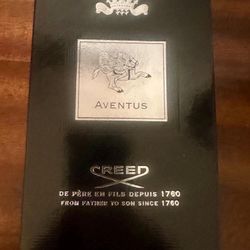 AVENTUS
CREED
DE PÈRE EN FILS DEPUIS 1760
FROM FATHER TO SON SINCE 1760